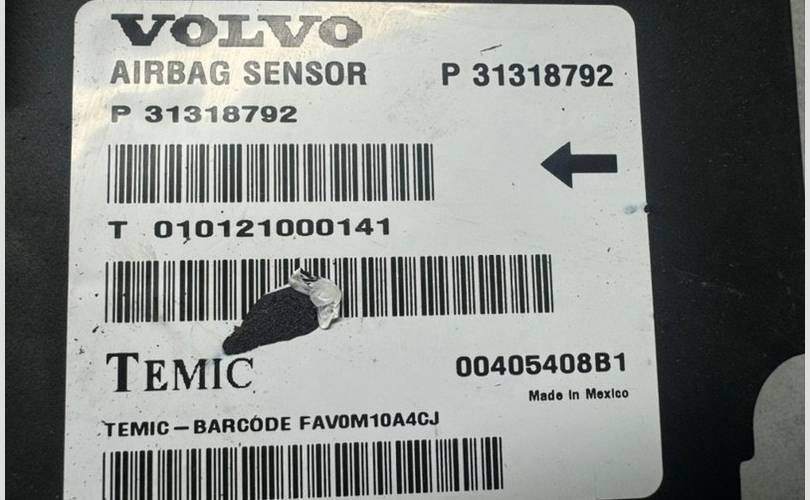 VOLVO
AIRBAG SENSOR P 31318792
P 31318792
T 010121000141
TEMIC 00405408B1
Made in Mexico
TEMIC-BARCODE FAV0M10A4CJ